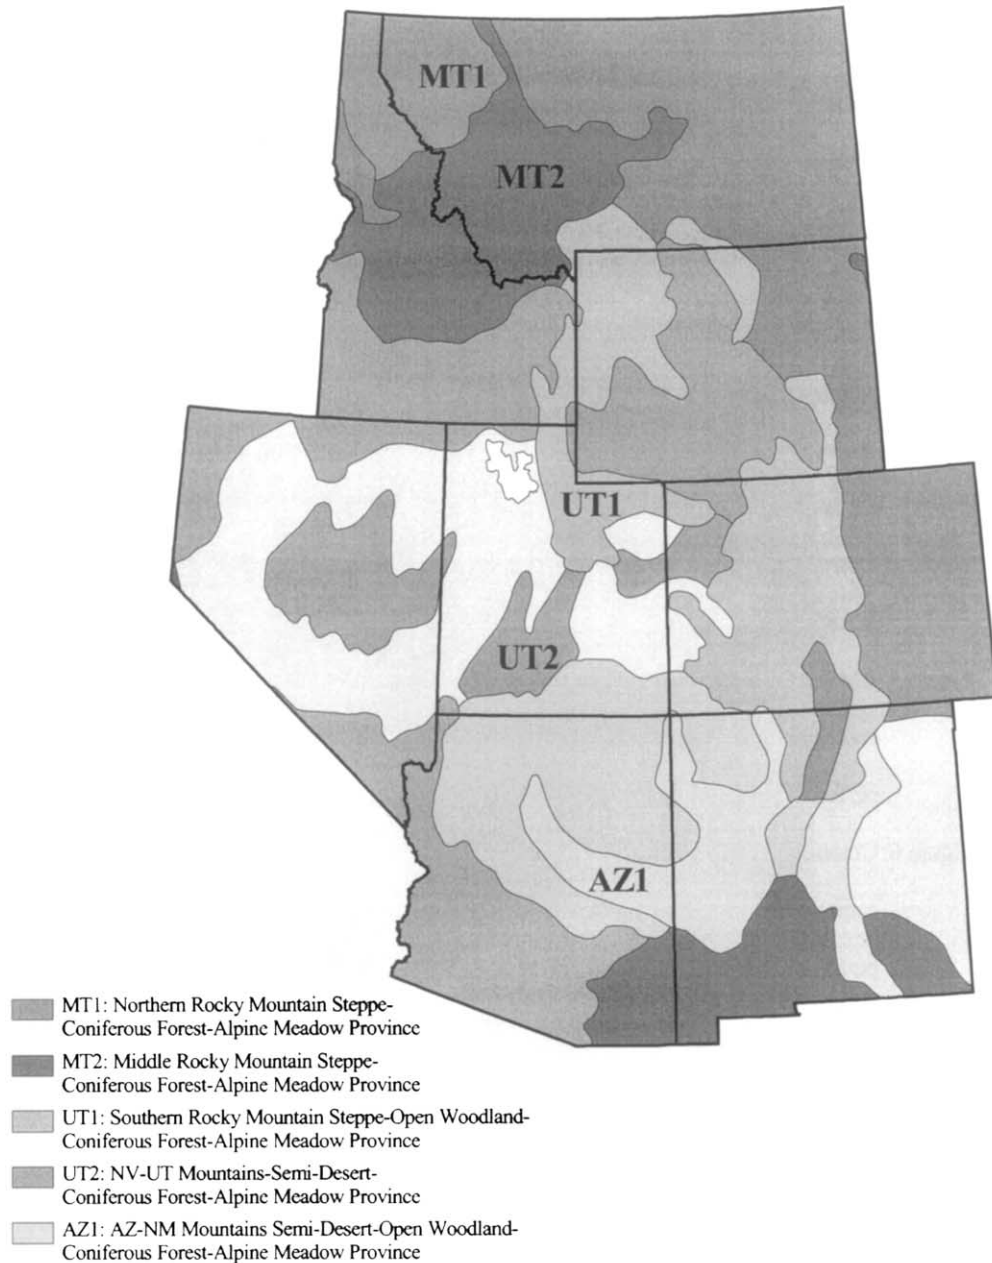 MT1
MT2
UT1
UT2
AZ1
MT1: Northern Rocky Mountain Steppe-
Coniferous Forest-Alpine Meadow Province
MT2: Middle Rocky Mountain Steppe-
Coniferous Forest-Alpine Meadow Province
UT1: Southern Rocky Mountain Steppe-Open Woodland-
Coniferous Forest-Alpine Meadow Province
UT2: NV-UT Mountains-Semi-Desert-
Coniferous Forest-Alpine Meadow Province
AZ1: AZ-NM Mountains Semi-Desert-Open Woodland-
Coniferous Forest-Alpine Meadow Province